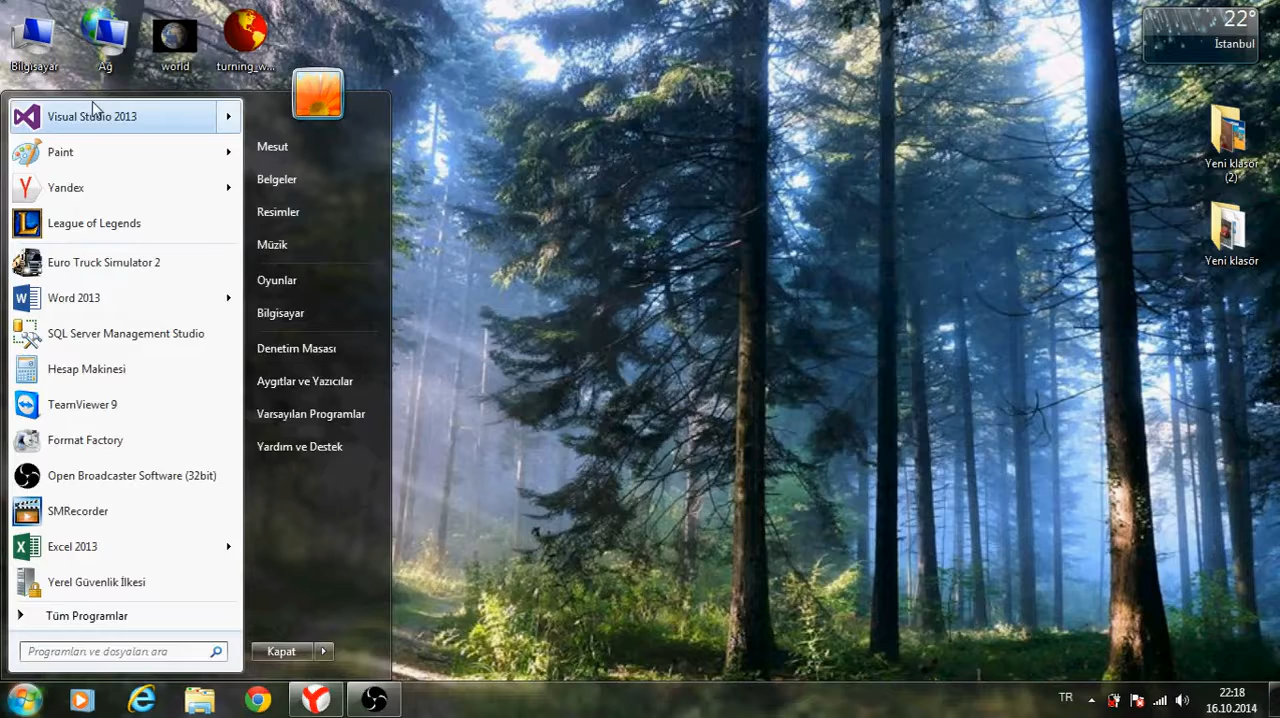 Bilgisayar
Ağ
world
turning_w...
22°
İstanbul
Yeni klasör
(2)
Yeni klasör
Visual Studio 2013
Paint
Yandex
League of Legends
Euro Truck Simulator 2
Word 2013
SQL Server Management Studio
Hesap Makinesi
TeamViewer 9
Format Factory
Open Broadcaster Software (32bit)
SMRecorder
Excel 2013
Yerel Güvenlik İlkesi
Tüm Programlar
Programları ve dosyaları ara
Mesut
Belgeler
Resimler
Müzik
Oyunlar
Bilgisayar
Denetim Masası
Aygıtlar ve Yazıcılar
Varsayılan Programlar
Yardım ve Destek
Kapat
TR
22:18
16.10.2014